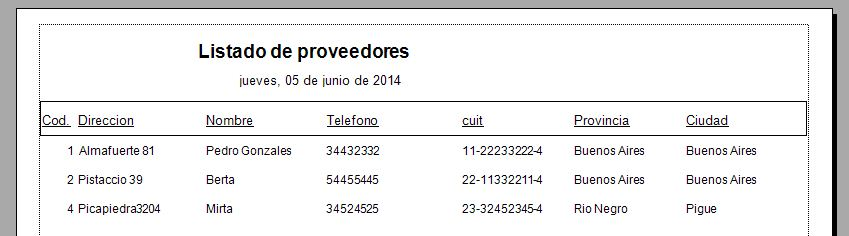 Listado de proveedores
jueves, 05 de junio de 2014
Cod. Direccion Nombre Telefono cuit Provincia Ciudad
1 Almafuerte 81 Pedro Gonzales 34432332 11-22233222-4 Buenos Aires Buenos Aires
2 Pistaccio 39 Berta 54455445 22-11332211-4 Buenos Aires Buenos Aires
4 Picapiedra3204 Mirta 34524525 23-32452345-4 Rio Negro Pigue